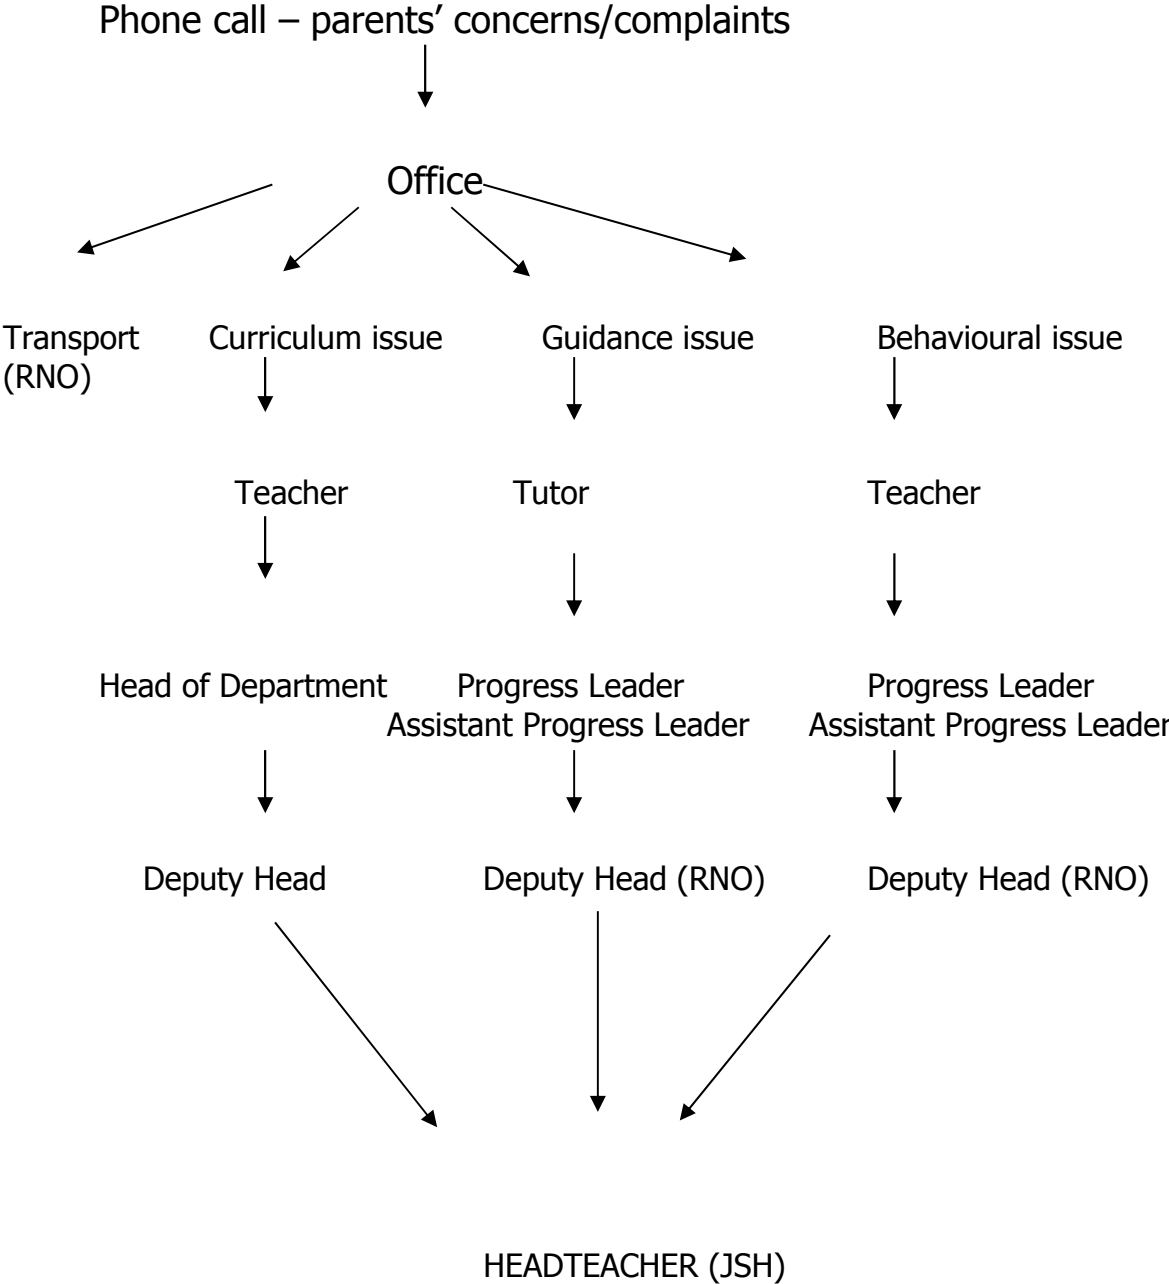 Phone call – parents’ concerns/complaints
Office
Transport
(RNO)
Curriculum issue
Guidance issue
Behavioural issue
Teacher
Tutor
Teacher
Head of Department
Progress Leader
Assistant Progress Leader
Progress Leader
Assistant Progress Leader
Deputy Head
Deputy Head (RNO)
Deputy Head (RNO)
HEADTEACHER (JSH)